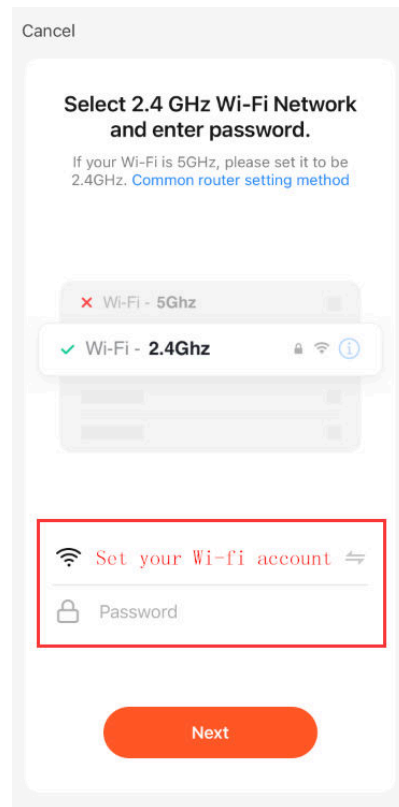 Cancel
Select 2.4 GHz Wi-Fi Network
and enter password.
If your Wi-Fi is 5GHz, please set it to be
2.4GHz. Common router setting method
Wi-Fi - 5Ghz
Wi-Fi - 2.4Ghz
Set your Wi-fi account
Password
Next